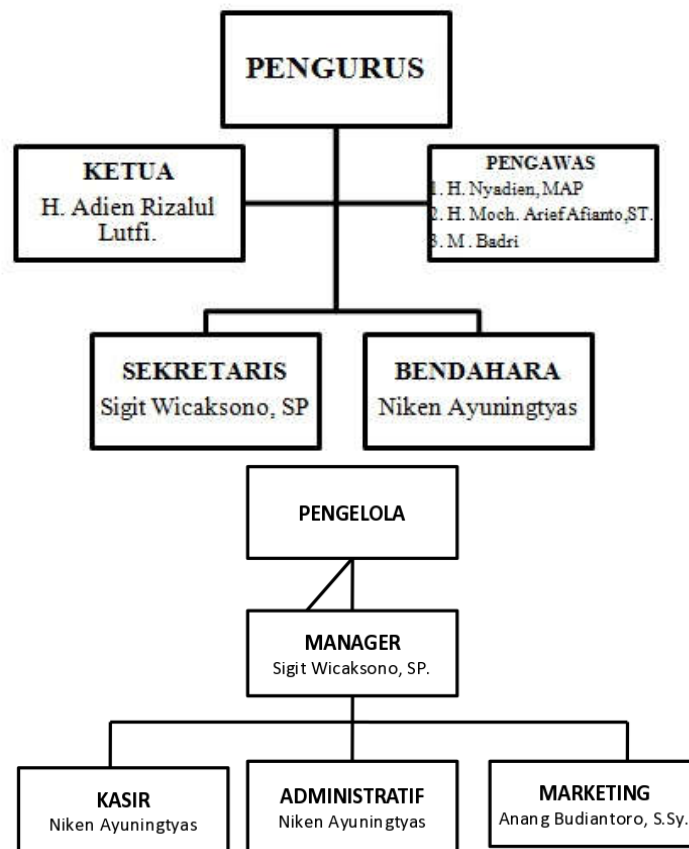 PENGURUS
KETUA
H. Adien Rizalul
Lutfi.
PENGAWAS
1. H. Nyadien, MAP
2. H. Moch. Arief Afianto,ST.
3. M . Badri
SEKRETARIS
Sigit Wicaksono, SP
BENDAHARA
Niken Ayuningtyas
PENGELOLA
MANAGER
Sigit Wicaksono, SP.
KASIR
Niken Ayuningtyas
ADMINISTRATIF
Niken Ayuningtyas
MARKETING
Anang Budiantoro, S.Sy.